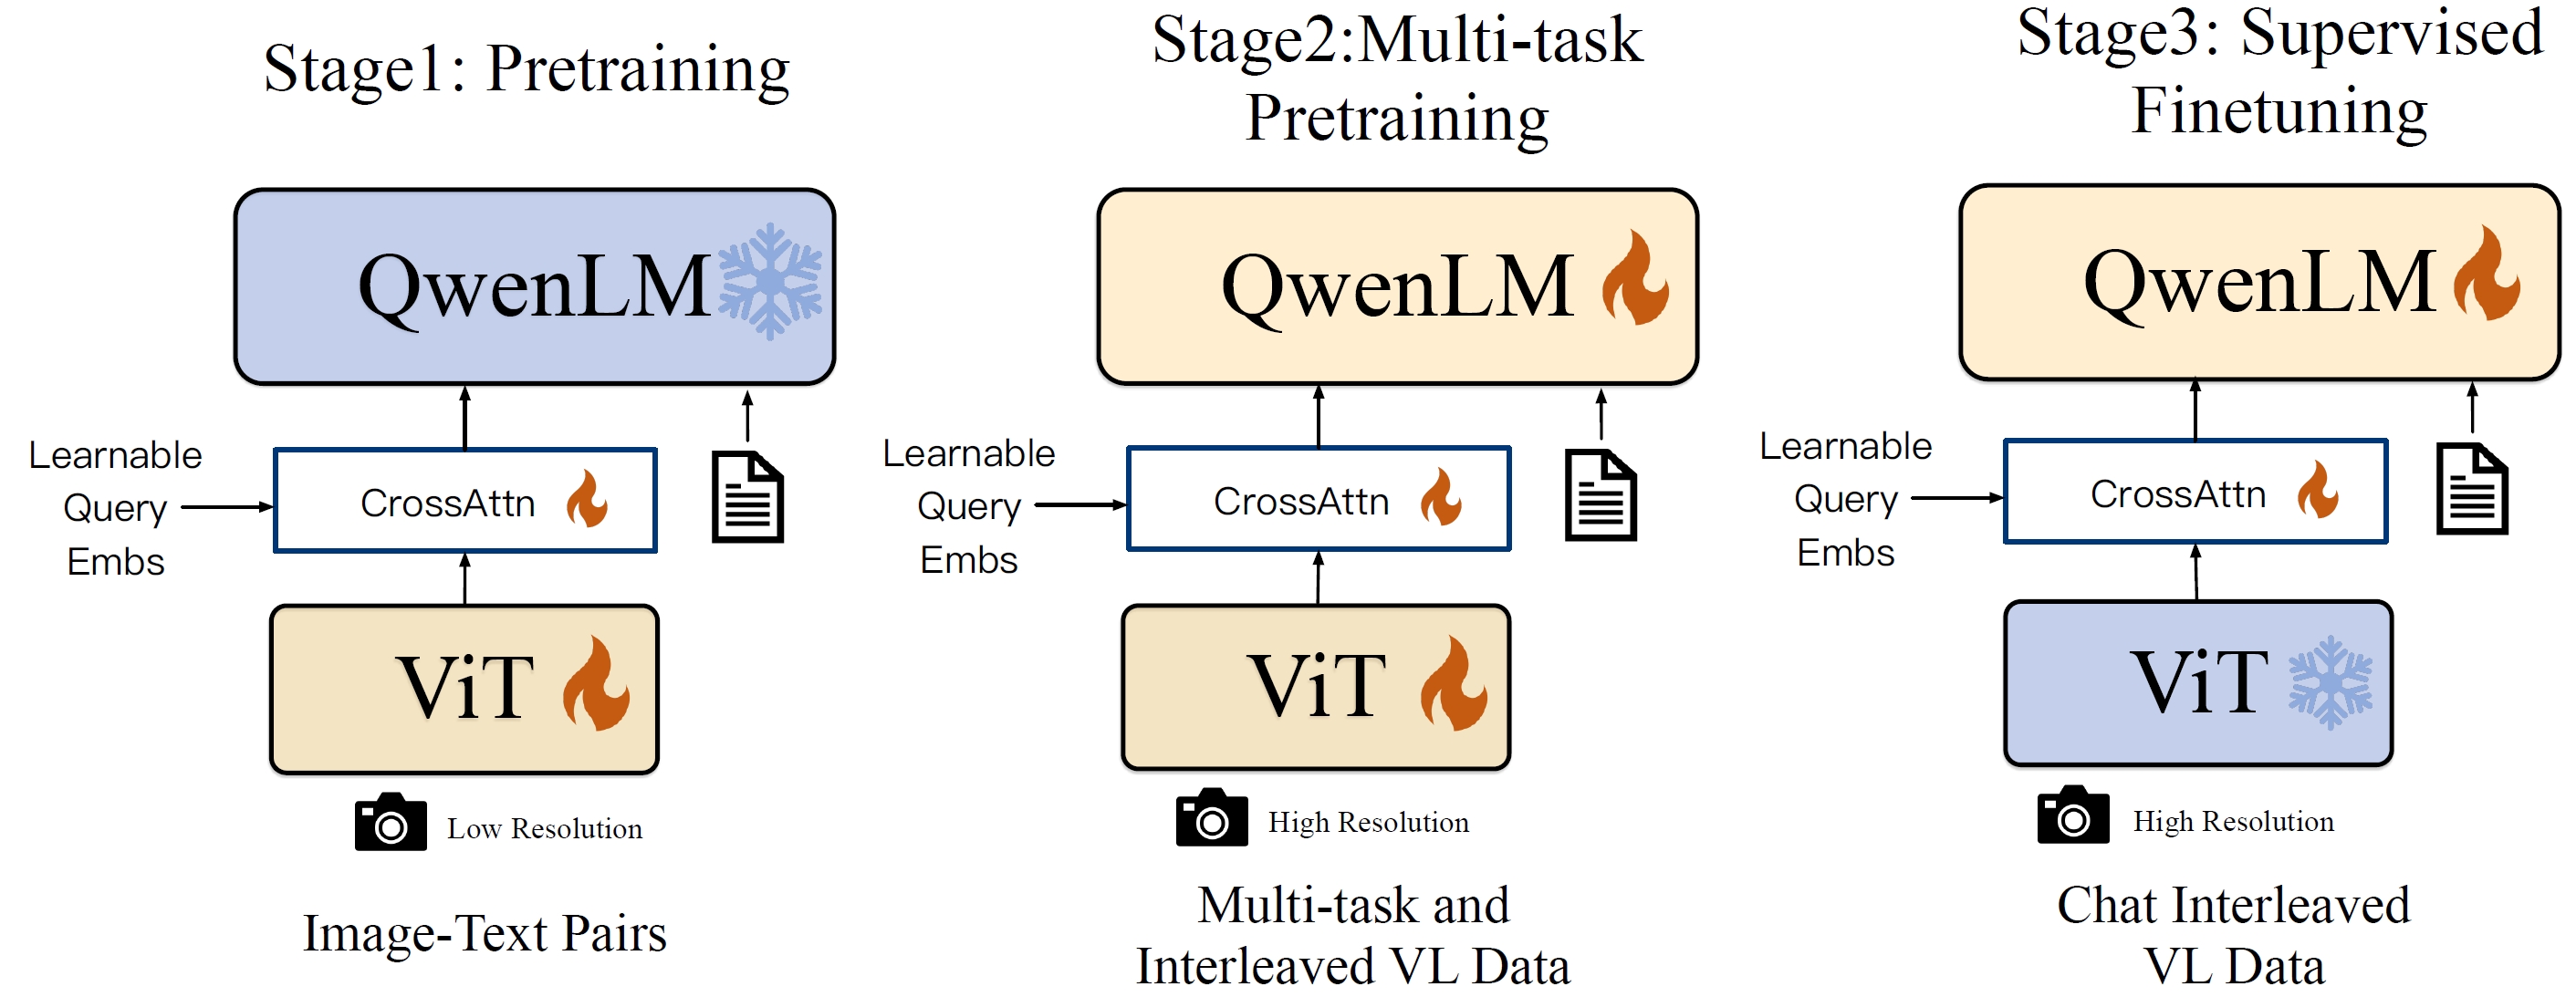 Stage1: Pretraining
QwenLM
Learnable
Query
Embs
CrossAttn
ViT
Low Resolution
Image-Text Pairs
Stage2:Multi-task
Pretraining
QwenLM
Learnable
Query
Embs
CrossAttn
ViT
High Resolution
Multi-task and
Interleaved VL Data
Stage3: Supervised
Finetuning
QwenLM
Learnable
Query
Embs
CrossAttn
ViT
High Resolution
Chat Interleaved
VL Data